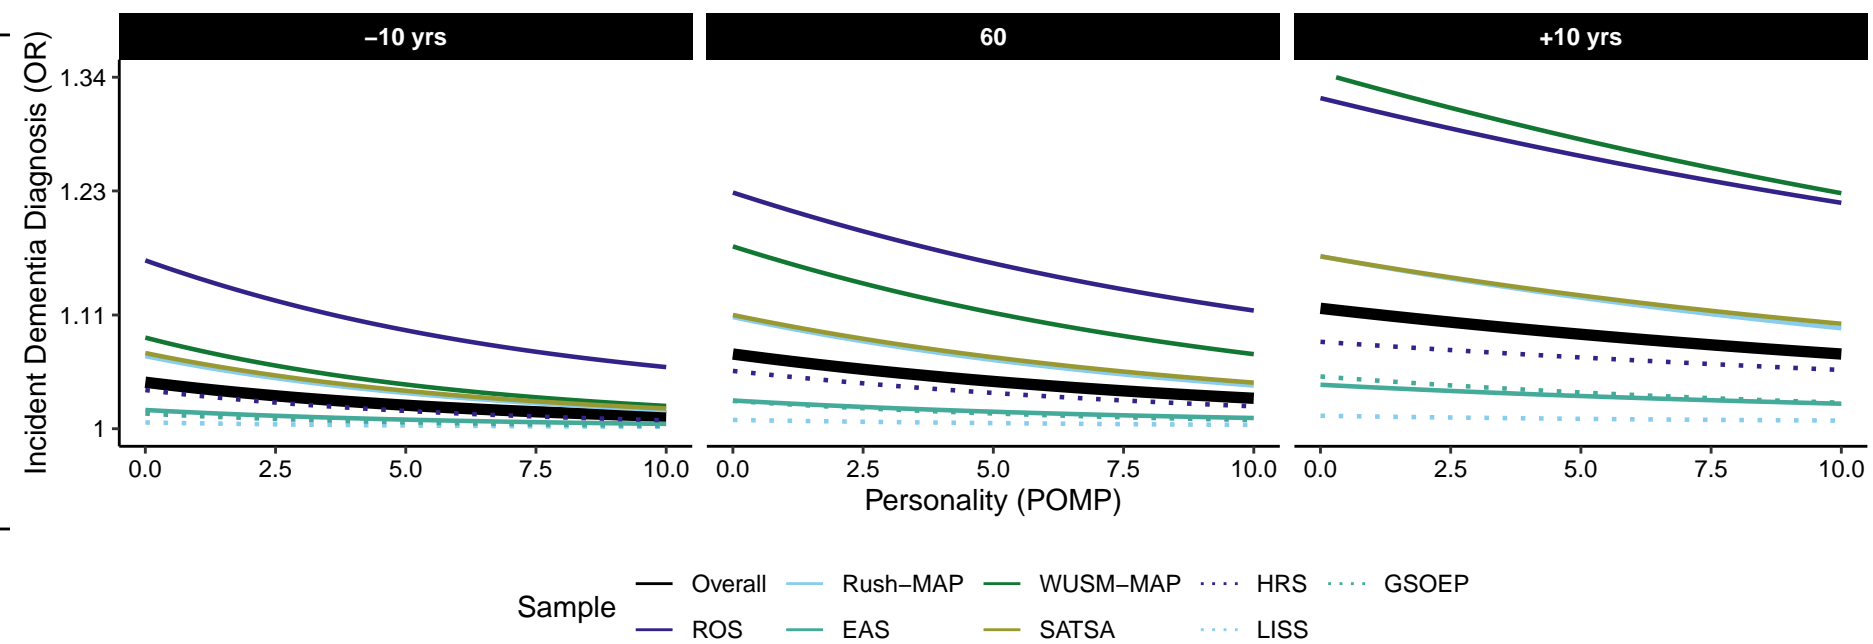 –10 yrs 60 +10 yrs
Incident Dementia Diagnosis (OR)
1.34
1.23
1.11
1
0.0 2.5 5.0 7.5 10.0 0.0 2.5 5.0 7.5 10.0 0.0 2.5 5.0 7.5 10.0
Personality (POMP)
Sample
Overall Rush–MAP WUSM–MAP HRS GSOEP
ROS EAS SATSA LISS